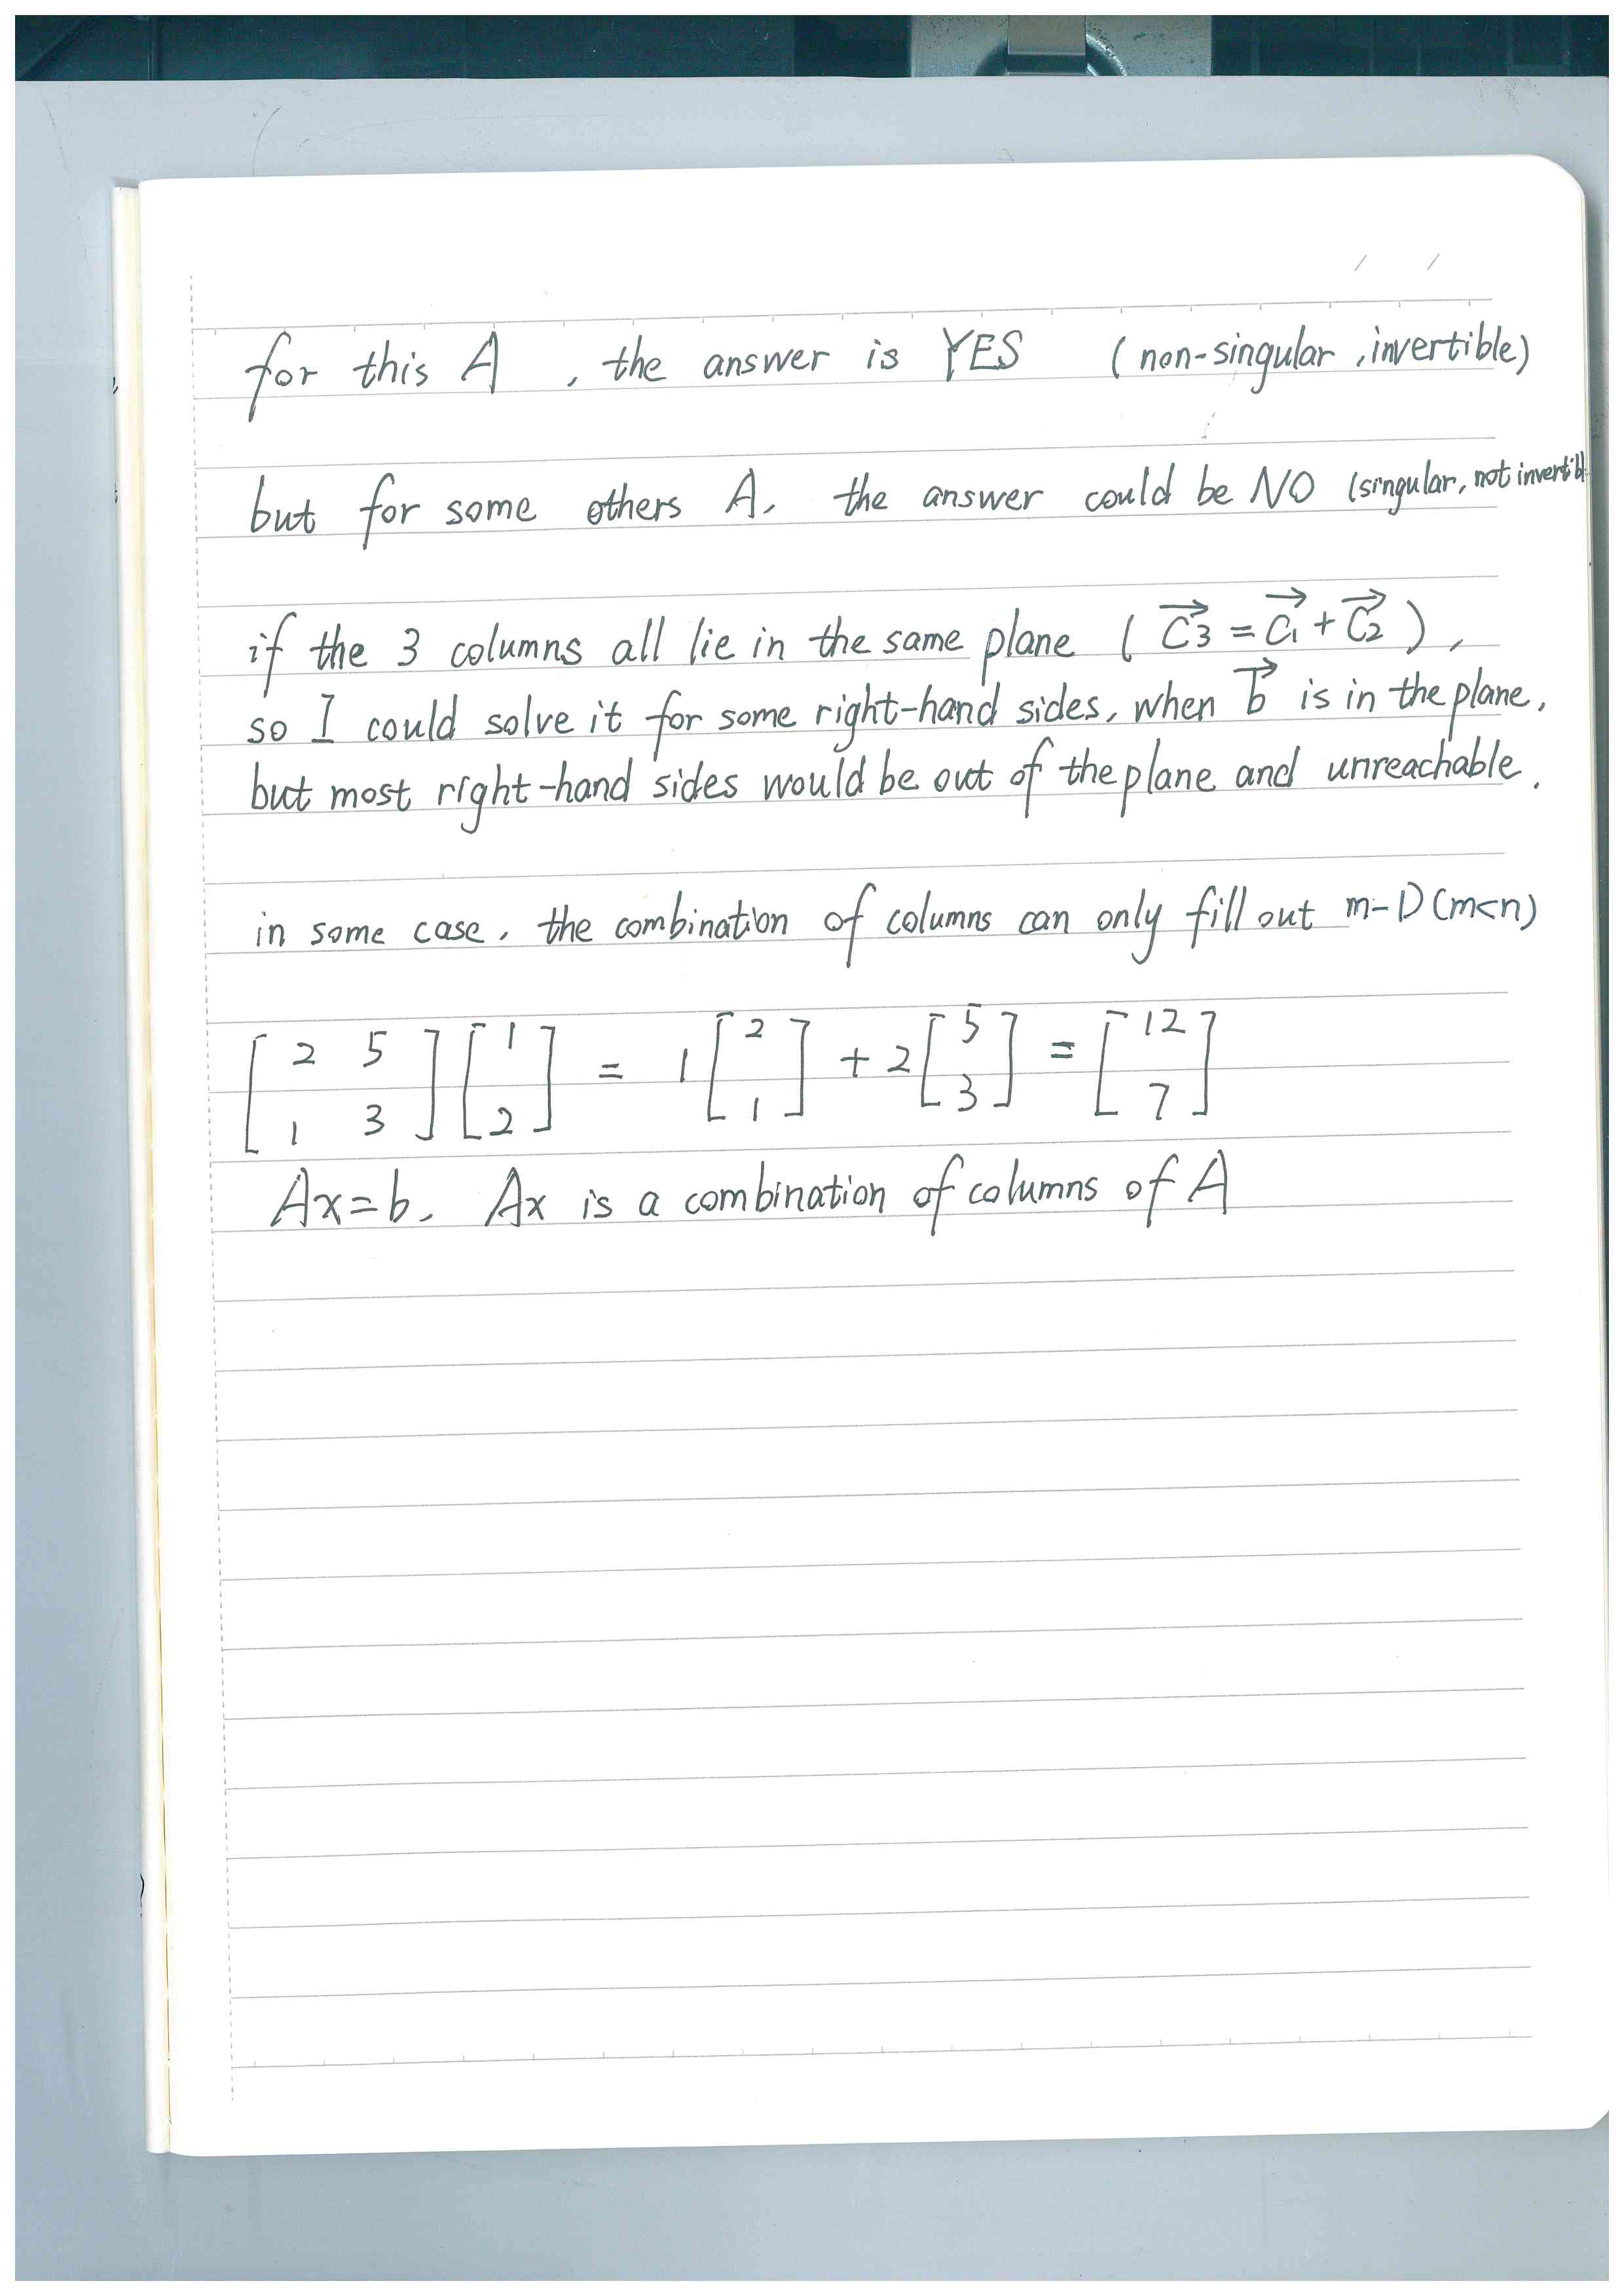 for this A , the answer is YES (non-singular, invertible)
but for some others A, the answer could be NO (singular, not invertibl
if the 3 columns all lie in the same plane ( $\vec{C_3} = \vec{C_1} + \vec{C_2}$ ),
so I could solve it for some right-hand sides, when $\vec{b}$ is in the plane,
but most right-hand sides would be out of the plane and unreachable.
in some case, the combination of columns can only fill out m-D (m<n)
$\begin{bmatrix} 2 & 5 \\ 1 & 3 \end{bmatrix} \begin{bmatrix} 1 \\ 2 \end{bmatrix} = 1 \begin{bmatrix} 2 \\ 1 \end{bmatrix} + 2 \begin{bmatrix} 5 \\ 3 \end{bmatrix} = \begin{bmatrix} 12 \\ 7 \end{bmatrix}$
Ax=b. Ax is a combination of columns of A